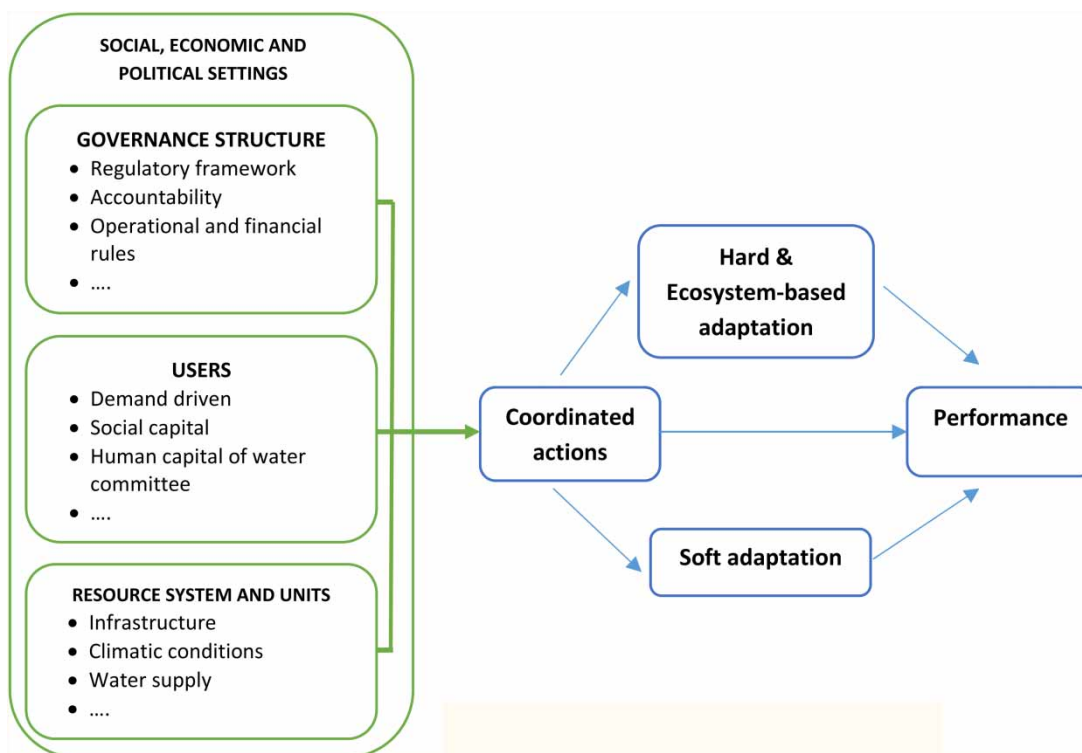 SOCIAL, ECONOMIC AND
POLITICAL SETTINGS
GOVERNANCE STRUCTURE
• Regulatory framework
• Accountability
• Operational and financial
rules
• ....
USERS
• Demand driven
• Social capital
• Human capital of water
committee
• ....
RESOURCE SYSTEM AND UNITS
• Infrastructure
• Climatic conditions
• Water supply
• ....
Coordinated
actions
Hard &
Ecosystem-based
adaptation
Soft adaptation
Performance